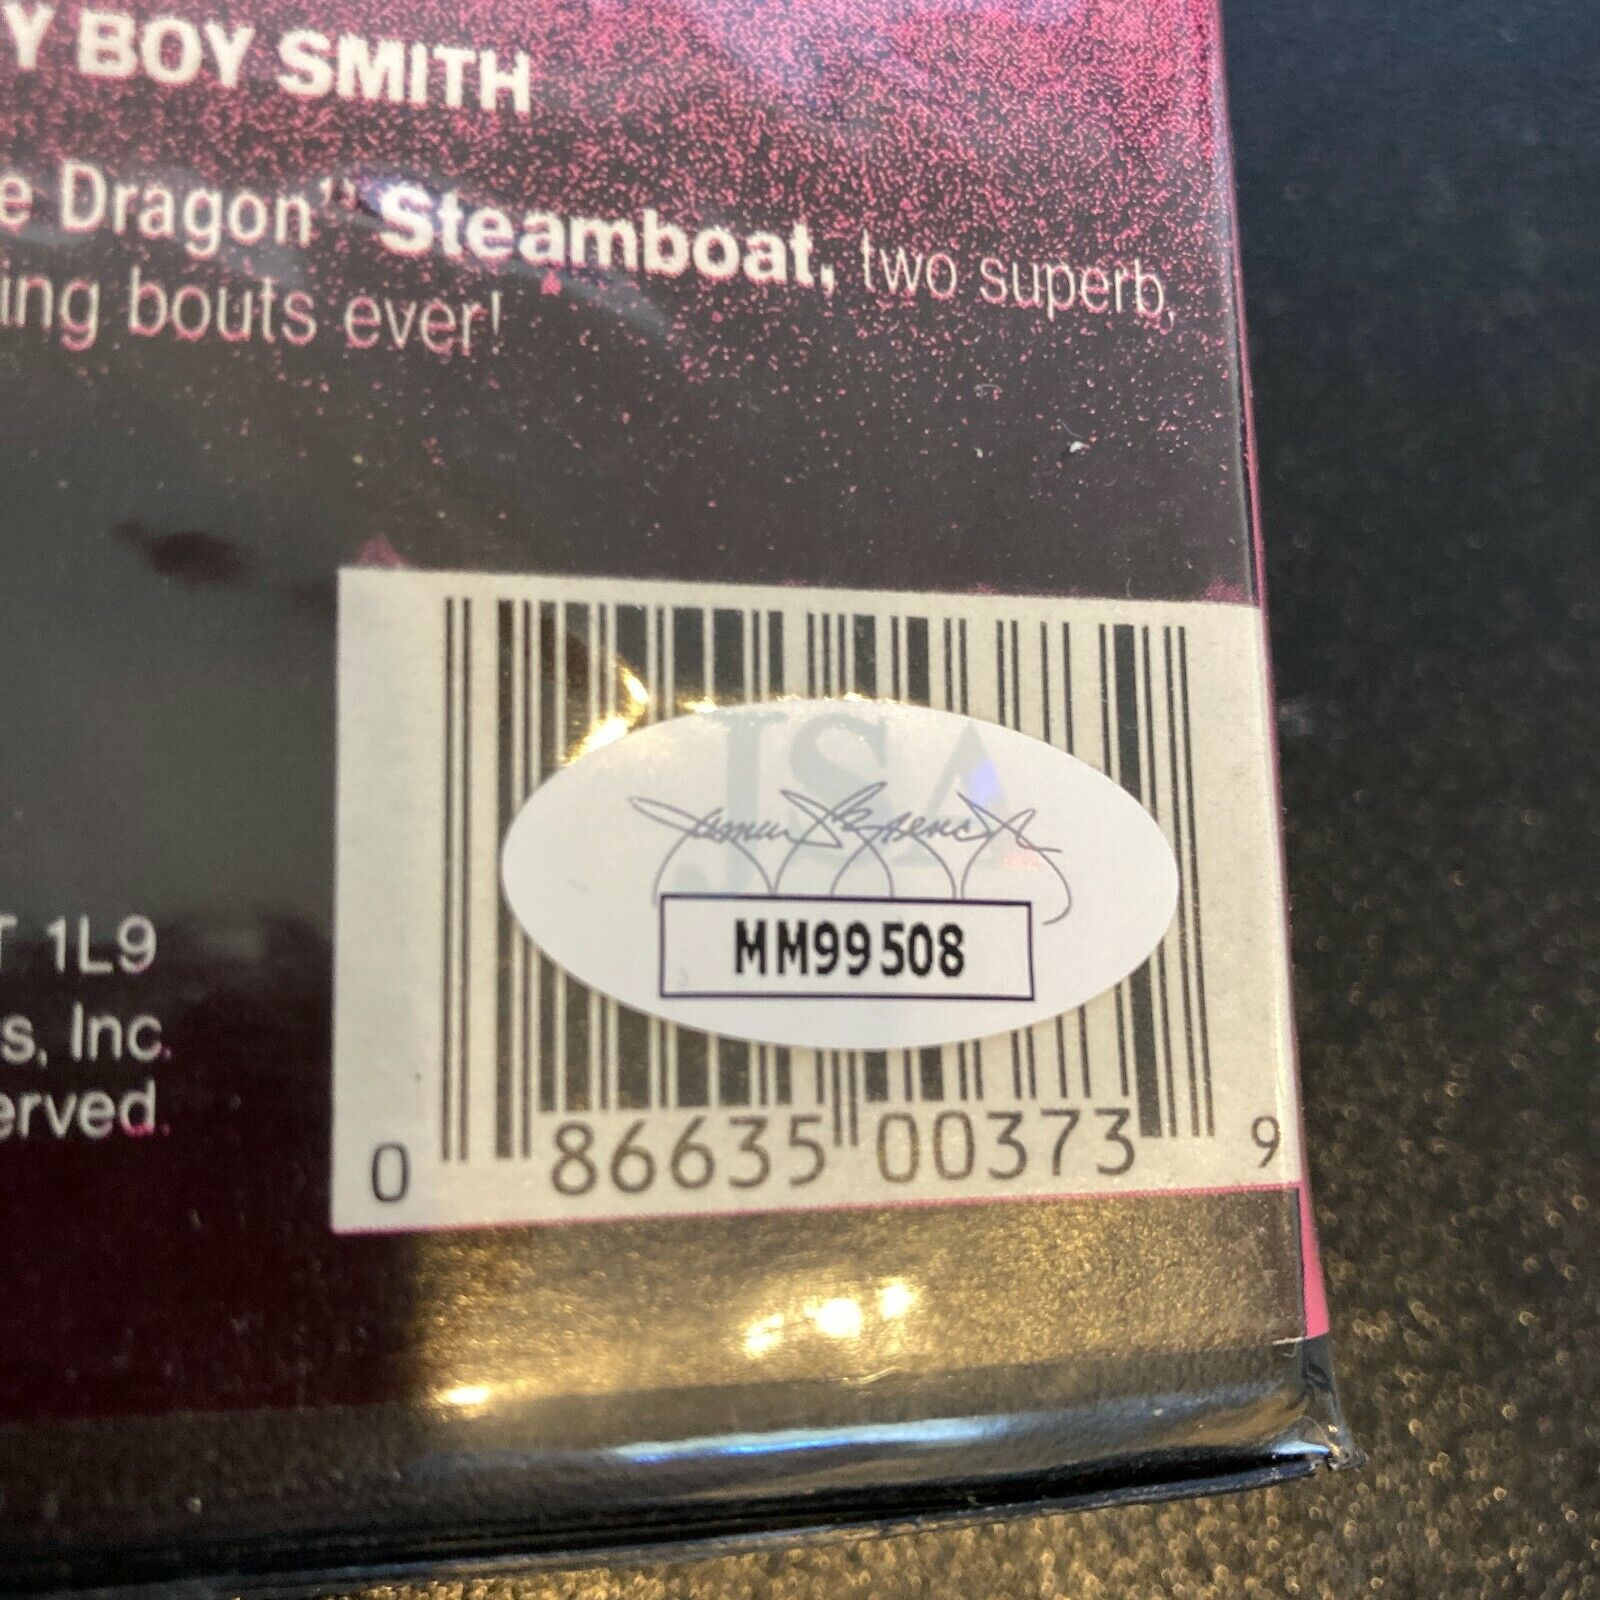 Y BOY SMITH
e Dragon" Steamboat, two superb,
ing bouts ever!
T 1L9
s, Inc.
erved.
JSA
MM99508
0 86635 00373 9